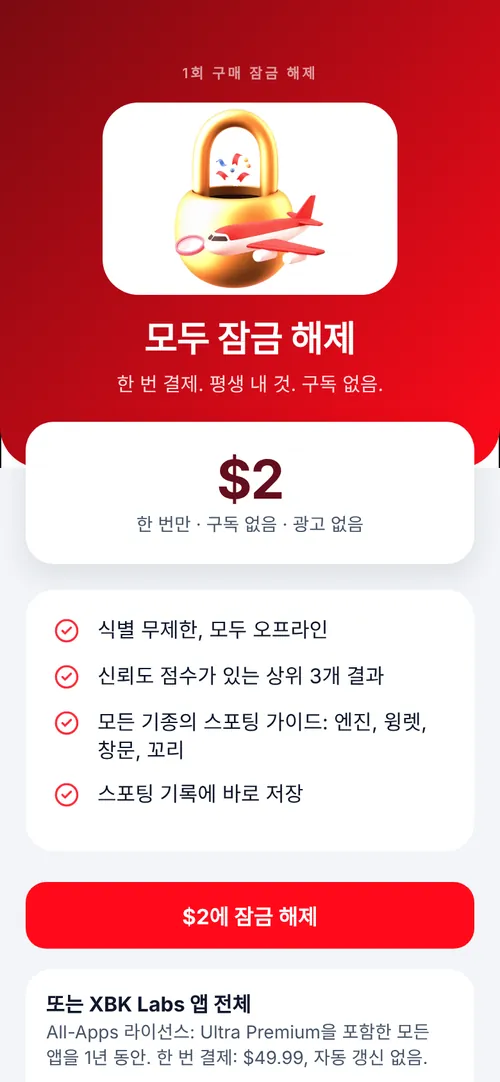 1회 구매 잠금 해제
모두 잠금 해제
한 번 결제. 평생 내 것. 구독 없음.
$2
한 번만 · 구독 없음 · 광고 없음
식별 무제한, 모두 오프라인
신뢰도 점수가 있는 상위 3개 결과
모든 기종의 스포팅 가이드: 엔진, 윙렛,
창문, 꼬리
스포팅 기록에 바로 저장
$2에 잠금 해제
또는 XBK Labs 앱 전체
All-Apps 라이선스: Ultra Premium을 포함한 모든
앱을 1년 동안. 한 번 결제: $49.99, 자동 갱신 없음.